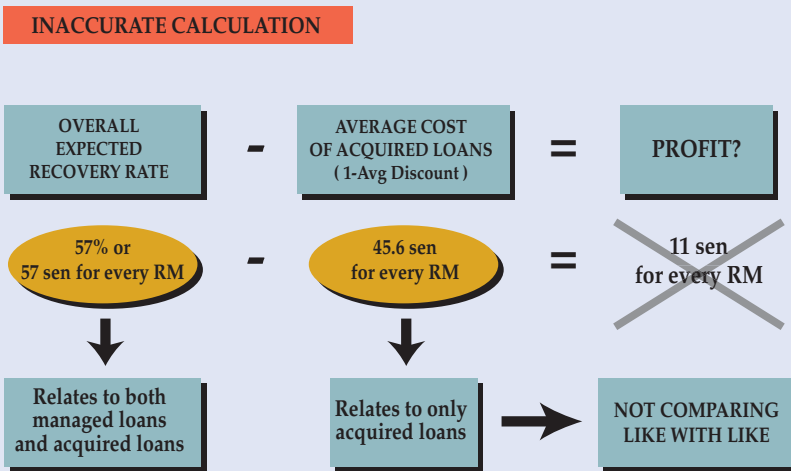 INACCURATE CALCULATION
OVERALL
EXPECTED
RECOVERY RATE
-
AVERAGE COST
OF ACQUIRED LOANS
( 1-Avg Discount )
=
PROFIT?
57% or
57 sen for every RM
-
45.6 sen
for every RM
=
11 sen
for every RM
Relates to both
managed loans
and acquired loans
Relates to only
acquired loans
NOT COMPARING
LIKE WITH LIKE